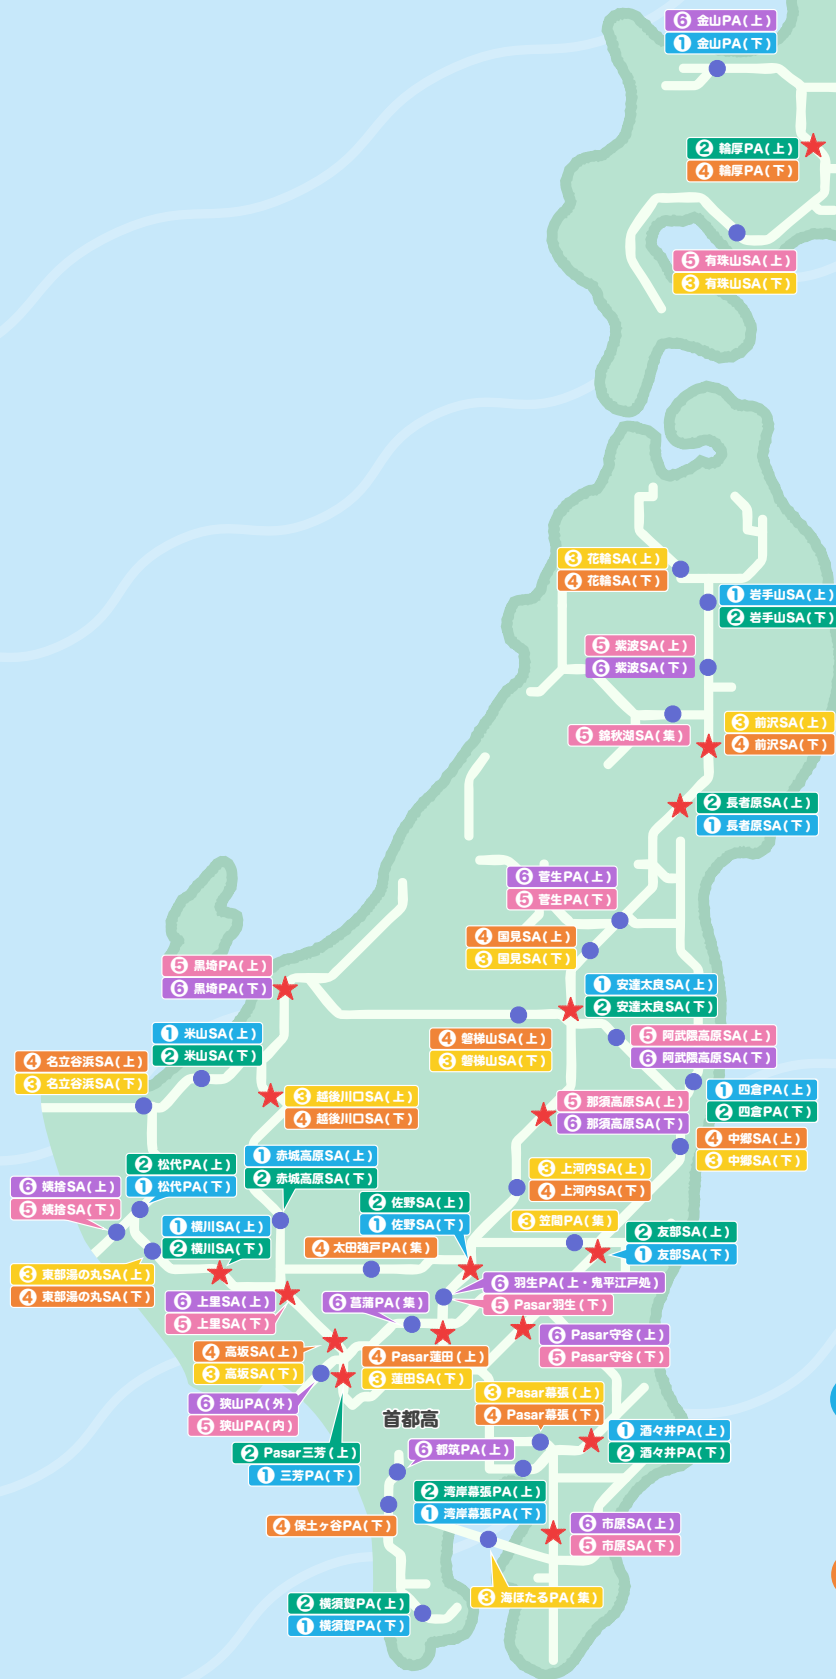 ⑥ 金山PA(上)
① 金山PA(下)
② 輪厚PA(上)
④ 輪厚PA(下)
⑤ 有珠山SA(上)
③ 有珠山SA(下)
③ 花輪SA(上)
④ 花輪SA(下)
① 岩手山SA(上)
② 岩手山SA(下)
⑤ 紫波SA(上)
⑥ 紫波SA(下)
③ 前沢SA(上)
④ 前沢SA(下)
⑤ 錦秋湖SA(集)
② 長者原SA(上)
① 長者原SA(下)
⑥ 菅生PA(上)
⑤ 菅生PA(下)
④ 国見SA(上)
③ 国見SA(下)
⑤ 黒埼PA(上)
⑥ 黒埼PA(下)
① 安達太良SA(上)
② 安達太良SA(下)
① 米山SA(上)
② 米山SA(下)
④ 磐梯山SA(上)
③ 磐梯山SA(下)
⑤ 阿武隈高原SA(上)
⑥ 阿武隈高原SA(下)
④ 名立谷浜SA(上)
③ 名立谷浜SA(下)
③ 越後川口SA(上)
④ 越後川口SA(下)
⑤ 那須高原SA(上)
⑥ 那須高原SA(下)
① 四倉PA(上)
② 四倉PA(下)
④ 中郷SA(上)
③ 中郷SA(下)
② 松代PA(上)
① 松代PA(下)
① 赤城高原SA(上)
② 赤城高原SA(下)
③ 上河内SA(上)
④ 上河内SA(下)
⑥ 姨捨SA(上)
⑤ 姨捨SA(下)
② 佐野SA(上)
① 佐野SA(下)
① 横川SA(上)
② 横川SA(下)
④ 太田強戸PA(集)
③ 笠間PA(集)
② 友部SA(上)
① 友部SA(下)
③ 東部湯の丸SA(上)
④ 東部湯の丸SA(下)
⑥ 上里SA(上)
⑤ 上里SA(下)
⑥ 菖蒲PA(集)
⑥ 羽生PA(上・鬼平江戸処)
⑤ Pasar羽生(下)
⑥ Pasar守谷(上)
⑤ Pasar守谷(下)
④ 高坂SA(上)
③ 高坂SA(下)
④ Pasar蓮田(上)
③ 蓮田SA(下)
⑥ 狭山PA(外)
⑤ 狭山PA(内)
首都高
③ Pasar幕張(上)
④ Pasar幕張(下)
① 酒々井PA(上)
② 酒々井PA(下)
② Pasar三芳(上)
① 三芳PA(下)
⑥ 都筑PA(上)
② 湾岸幕張PA(上)
① 湾岸幕張PA(下)
④ 保土ヶ谷PA(下)
⑥ 市原SA(上)
⑤ 市原SA(下)
③ 海ほたるPA(集)
② 横須賀PA(上)
① 横須賀PA(下)